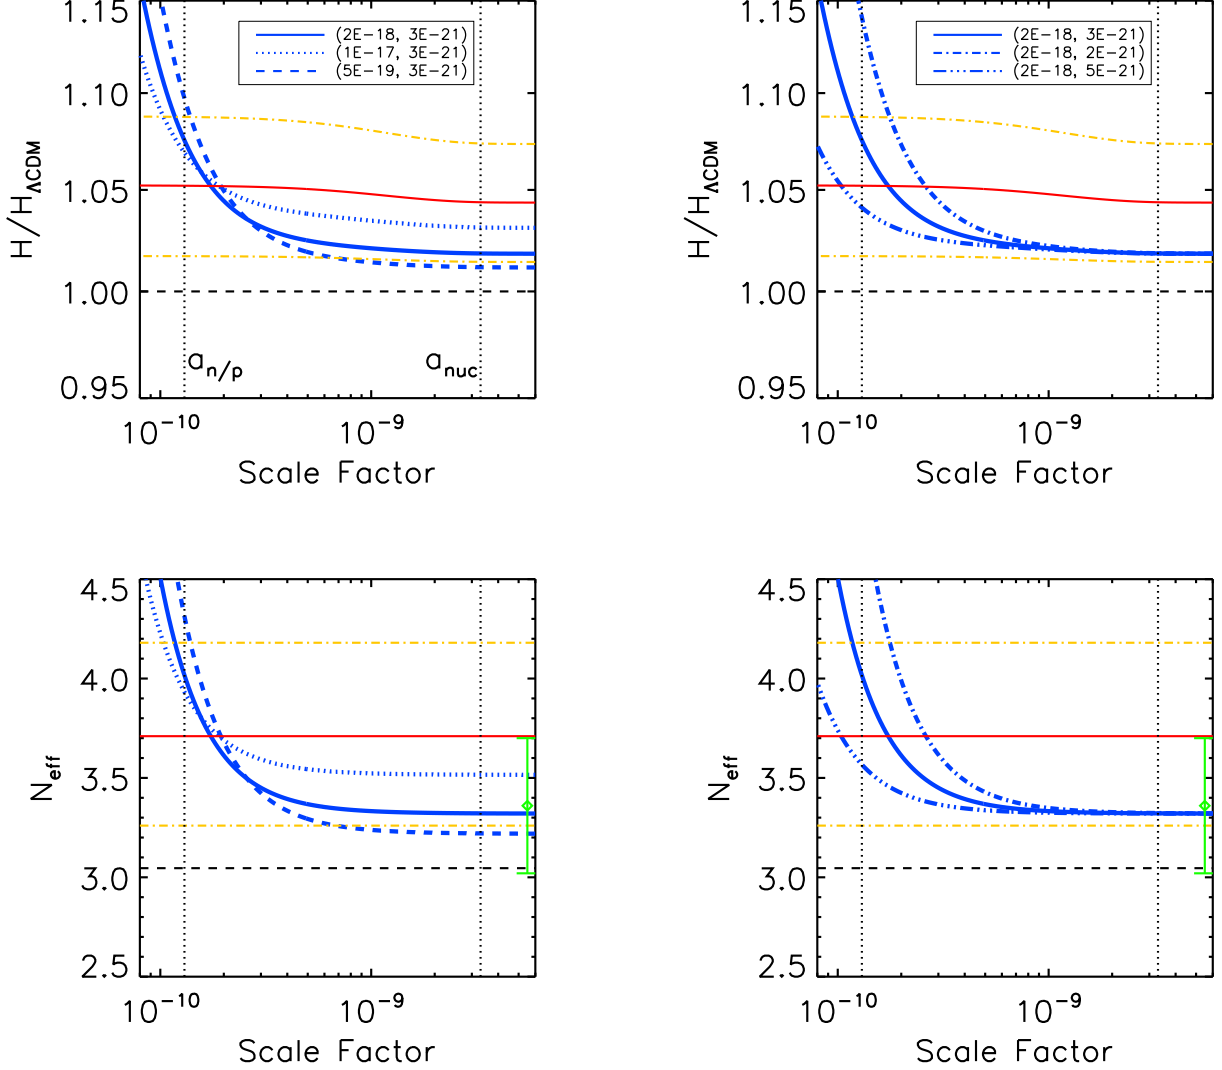 1.15
1.10
1.05
1.00
0.95
H/H_ΛCDM
(2E-18, 3E-21)
(1E-17, 3E-21)
(5E-19, 3E-21)
a_n/p
a_nuc
10^-10
10^-9
Scale Factor
1.15
1.10
1.05
1.00
0.95
H/H_ΛCDM
(2E-18, 3E-21)
(2E-18, 2E-21)
(2E-18, 5E-21)
10^-10
10^-9
Scale Factor
4.5
4.0
3.5
3.0
2.5
N_eff
10^-10
10^-9
Scale Factor
4.5
4.0
3.5
3.0
2.5
N_eff
10^-10
10^-9
Scale Factor